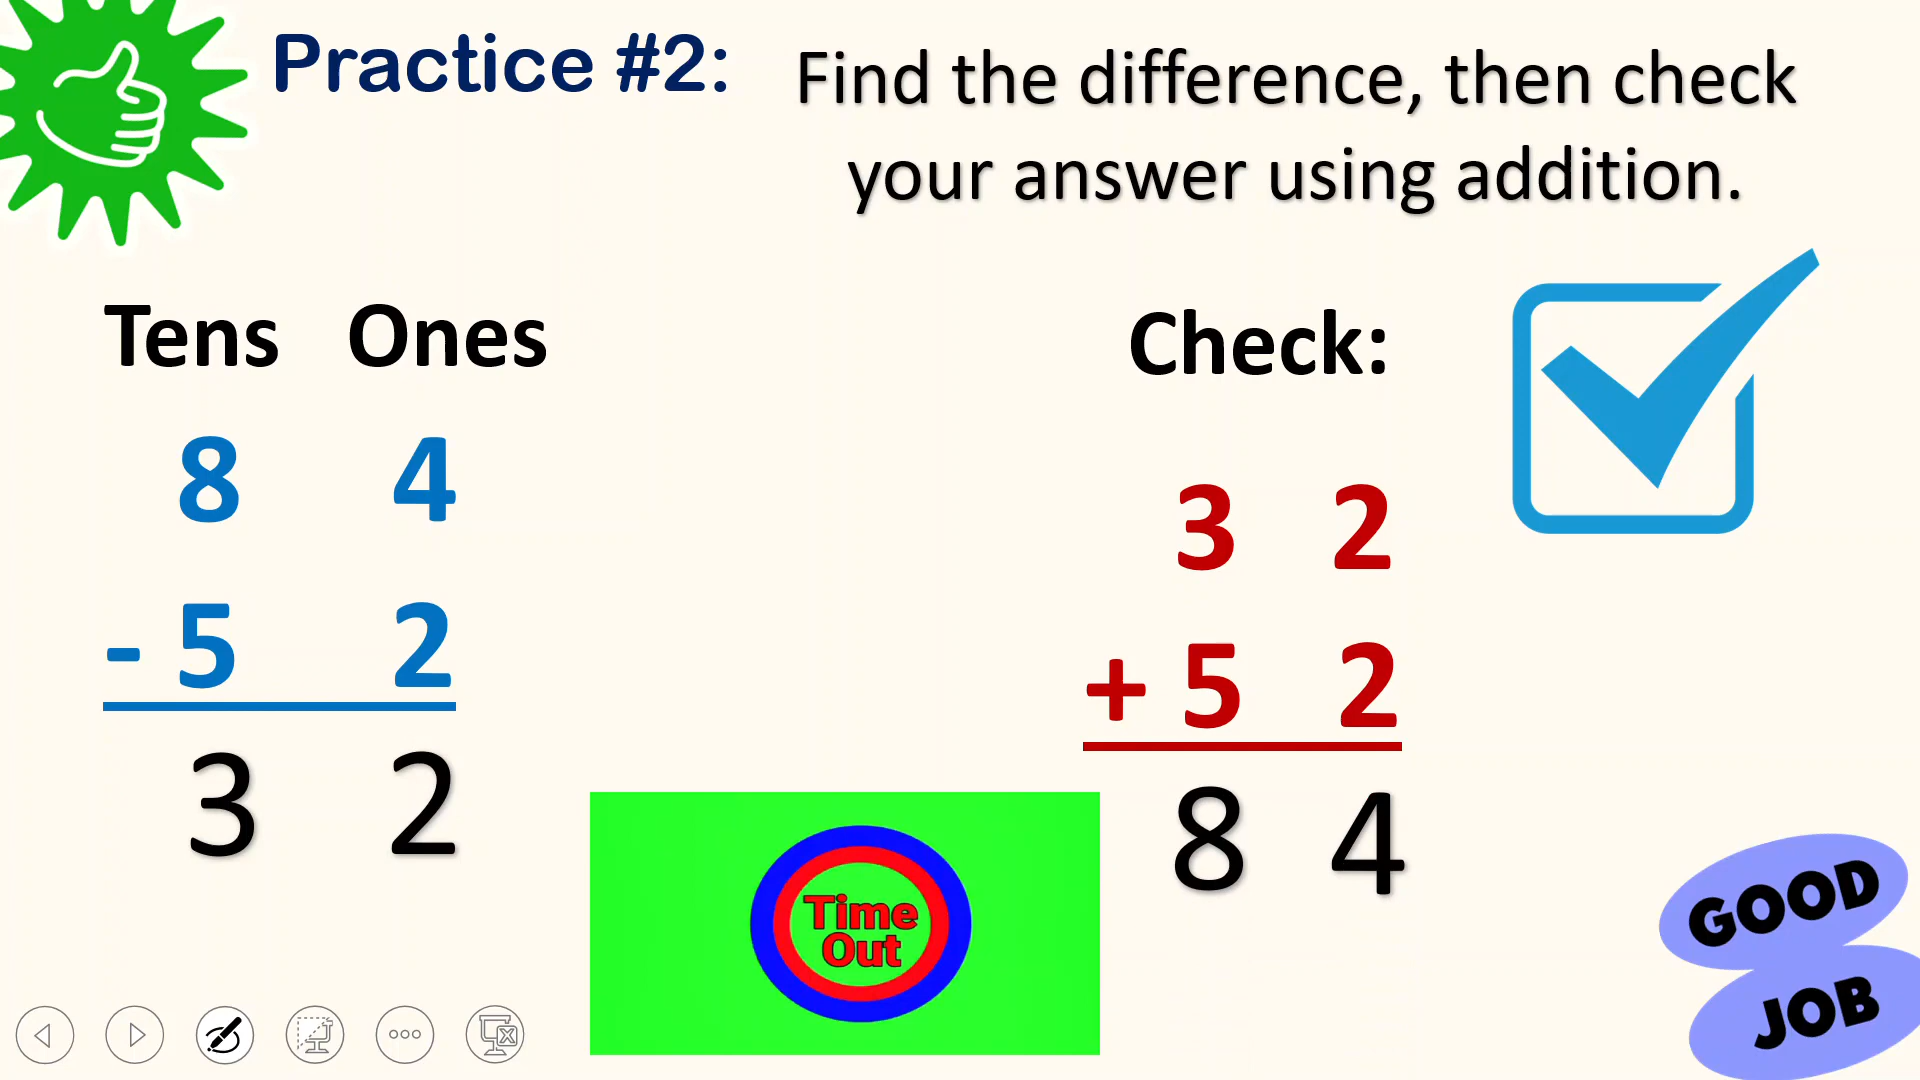 Practice #2:
Find the difference, then check
your answer using addition.
Tens Ones
8 4
- 5 2
3 2
Check:
3 2
+ 5 2
8 4
Time
Out
GOOD
JOB